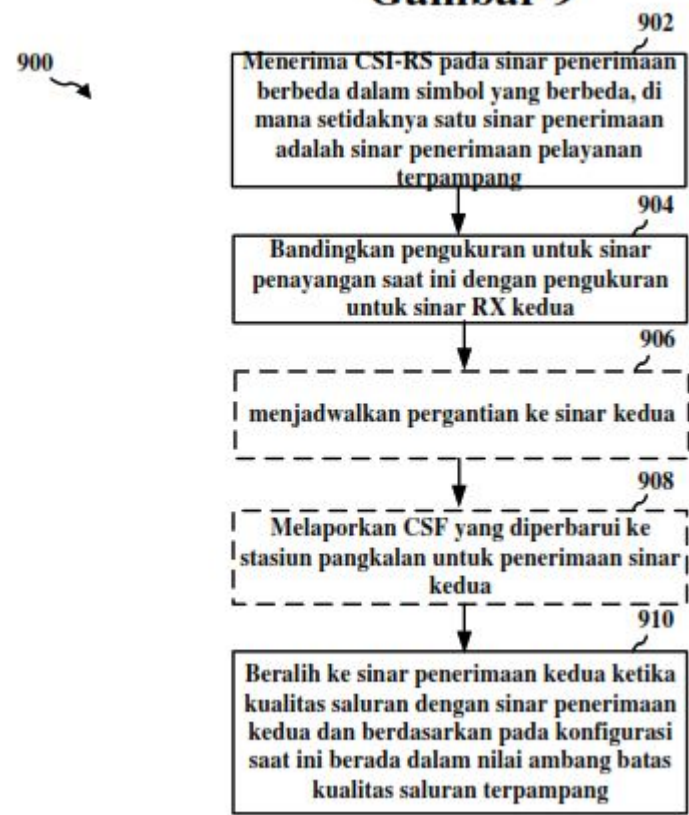 Gambar 9
900
902
Menerima CSI-RS pada sinar penerimaan
berbeda dalam simbol yang berbeda, di
mana setidaknya satu sinar penerimaan
adalah sinar penerimaan pelayanan
terpampang
904
Bandingkan pengukuran untuk sinar
penayangan saat ini dengan pengukuran
untuk sinar RX kedua
906
menjadwalkan pergantian ke sinar kedua
908
Melaporkan CSF yang diperbarui ke
stasiun pangkalan untuk penerimaan sinar
kedua
910
Beralih ke sinar penerimaan kedua ketika
kualitas saluran dengan sinar penerimaan
kedua dan berdasarkan pada konfigurasi
saat ini berada dalam nilai ambang batas
kualitas saluran terpampang